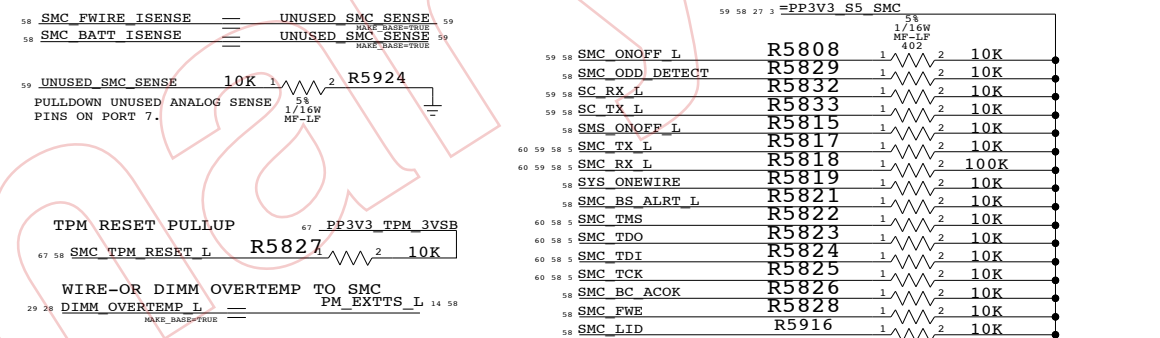 58 SMC_FWIRE_ISENSE UNUSED_SMC_SENSE 59
MAKE_BASE=TRUE
58 SMC_BATT_ISENSE UNUSED_SMC_SENSE 59
MAKE_BASE=TRUE
59 UNUSED_SMC_SENSE 10K 1 2 R5924
PULLDOWN UNUSED ANALOG SENSE
PINS ON PORT 7.
5%
1/16W
MF-LF
TPM RESET PULLUP
67 PP3V3_TPM_3VSB
67 58 SMC_TPM_RESET_L R5827 1 2 10K
WIRE-OR DIMM OVERTEMP TO SMC
29 28 DIMM_OVERTEMP_L PM_EXTTS_L 14 58
MAKE_BASE=TRUE
59 58 27 3 =PP3V3_S5_SMC
5%
1/16W
MF-LF
402
59 58 SMC_ONOFF_L R5808 1 2 10K
58 SMC_ODD_DETECT R5829 1 2 10K
59 58 SC_RX_L R5832 1 2 10K
59 58 SC_TX_L R5833 1 2 10K
58 SMS_ONOFF_L R5815 1 2 10K
60 59 58 5 SMC_TX_L R5817 1 2 10K
60 59 58 5 SMC_RX_L R5818 1 2 100K
58 SYS_ONEWIRE R5819 1 2 10K
58 SMC_BS_ALRT_L R5821 1 2 10K
60 58 5 SMC_TMS R5822 1 2 10K
60 58 5 SMC_TDO R5823 1 2 10K
60 58 5 SMC_TDI R5824 1 2 10K
60 58 5 SMC_TCK R5825 1 2 10K
58 SMC_BC_ACOK R5826 1 2 10K
58 SMC_FWE R5828 1 2 10K
58 SMC_LID R5916 1 2 10K